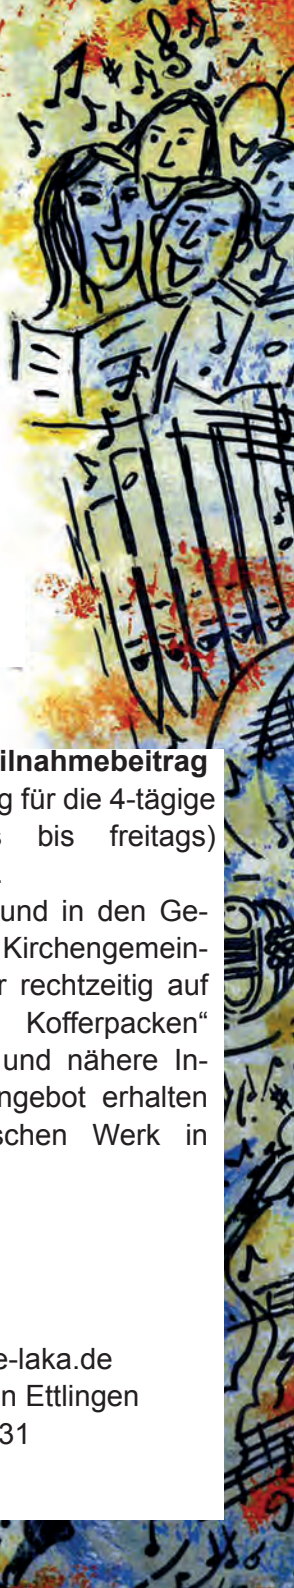 ilnahmebeitrag
g für die 4-tägige
s bis freitags)
.
und in den Ge-
Kirchengemein-
r rechtzeitig auf
Kofferpacken“
und nähere In-
ngebot erhalten
schen Werk in
e-laka.de
n Ettlingen
31